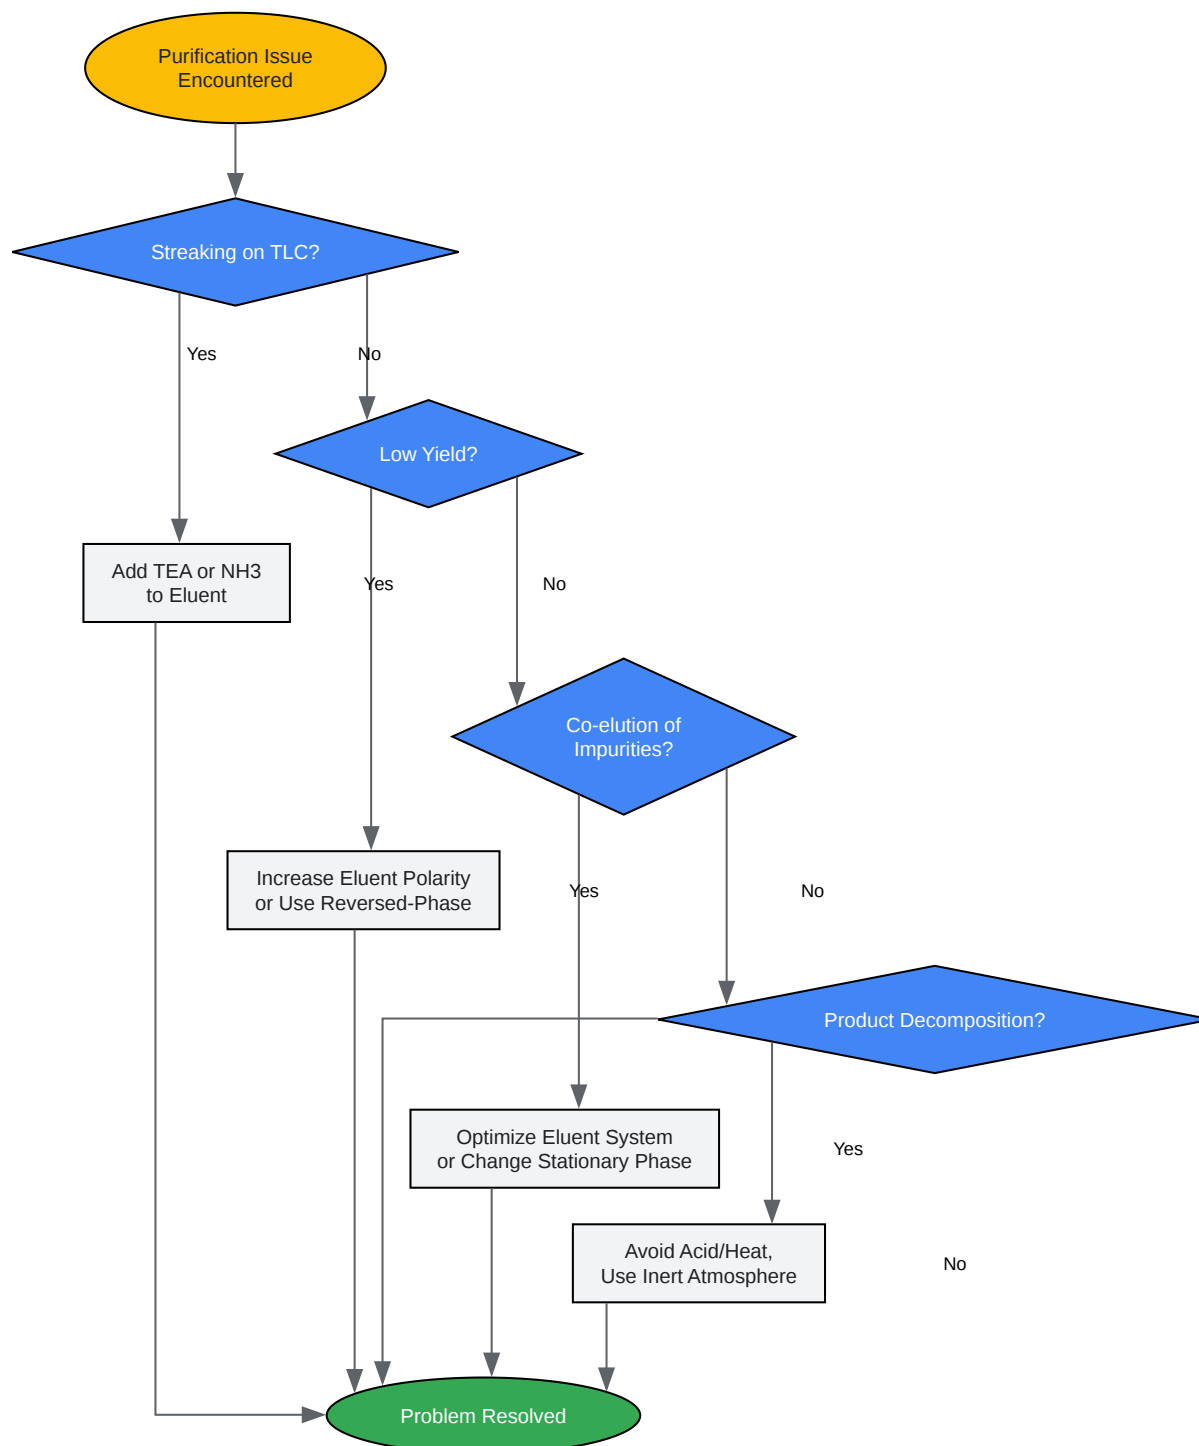 Purification Issue
Encountered
Streaking on TLC?
Yes
No
Low Yield?
Add TEA or NH3
to Eluent
Yes
No
Co-elution of
Impurities?
Increase Eluent Polarity
or Use Reversed-Phase
Yes
No
Product Decomposition?
Optimize Eluent System
or Change Stationary Phase
Yes
Avoid Acid/Heat,
Use Inert Atmosphere
No
Problem Resolved